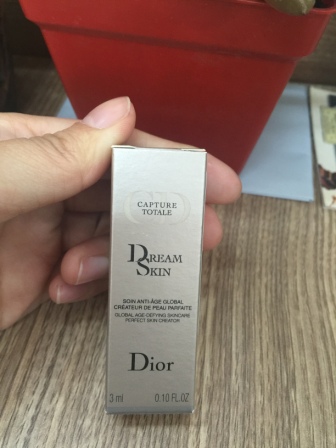 CD
CAPTURE
TOTALE
DREAM
SKIN
SOIN ANTI-ÂGE GLOBAL
CRÉATEUR DE PEAU PARFAITE
GLOBAL AGE-DEFYING SKINCARE
PERFECT SKIN CREATOR
Dior
3 ml 0.10 FL.OZ